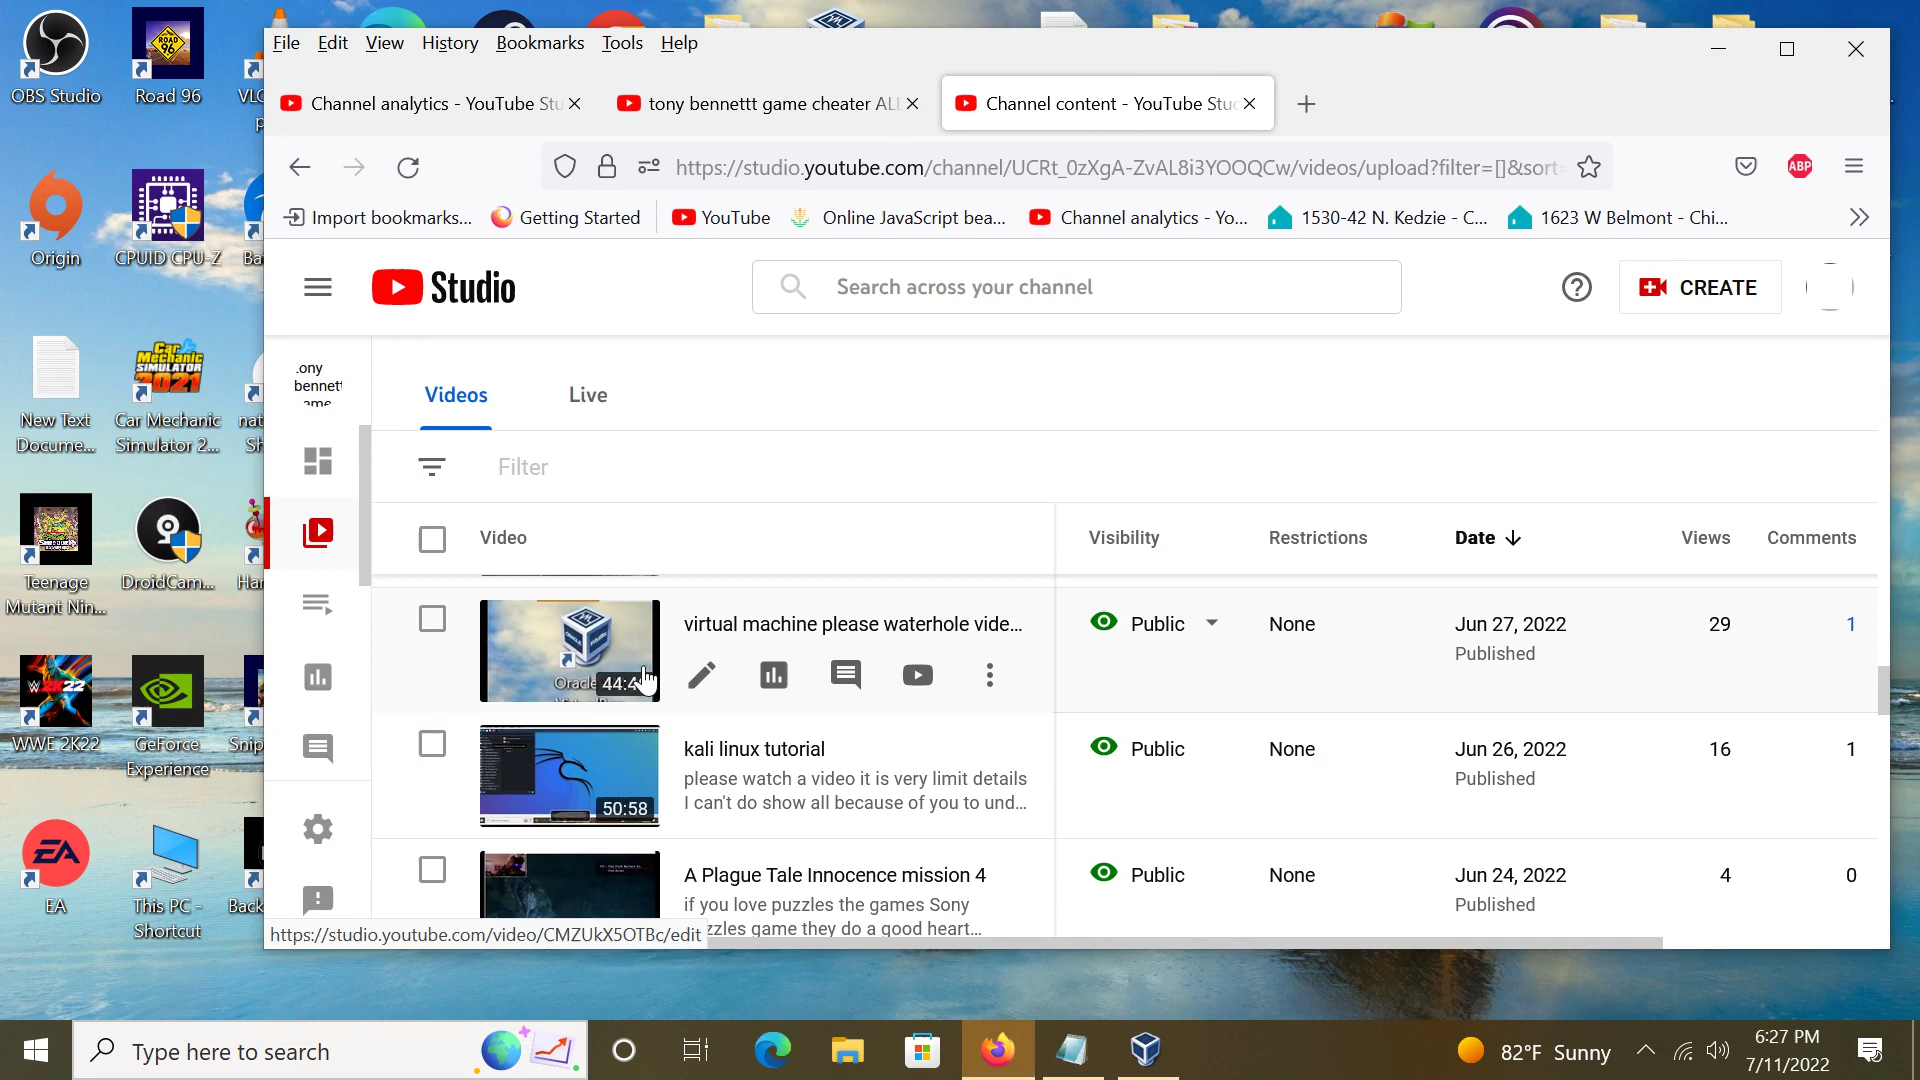 File Edit View History Bookmarks Tools Help
OBS Studio
Road 96
Channel analytics - YouTube Stu
tony bennettt game cheater ALL
Channel content - YouTube Stud
https://studio.youtube.com/channel/UCRt_0zXgA-ZvAL8i3YOOQCw/videos/upload?filter=[]&sort=
ABP
Import bookmarks...
Getting Started
YouTube
Online JavaScript bea...
Channel analytics - Yo...
1530-42 N. Kedzie - C...
1623 W Belmont - Chi...
Origin
CPUID CPU-Z
Studio
Search across your channel
CREATE
bennett
Videos
Live
New Text
Docume...
Car Mechanic
Simulator 2...
Filter
Video
Visibility
Restrictions
Date
Views
Comments
Teenage
Mutant Nin...
DroidCam...
virtual machine please waterhole vide...
Public
None
Jun 27, 2022
29
1
Published
Oracle
44:4
WWE 2K22
GeForce
Experience
kali linux tutorial
please watch a video it is very limit details
I can't do show all because of you to und...
50:58
Public
None
Jun 26, 2022
16
1
Published
EA
This PC -
Shortcut
A Plague Tale Innocence mission 4
if you love puzzles the games Sony
zzles game they do a good heart...
Public
None
Jun 24, 2022
4
0
Published
https://studio.youtube.com/video/CMZUkX5OTBc/edit
Type here to search
82°F Sunny
6:27 PM
7/11/2022